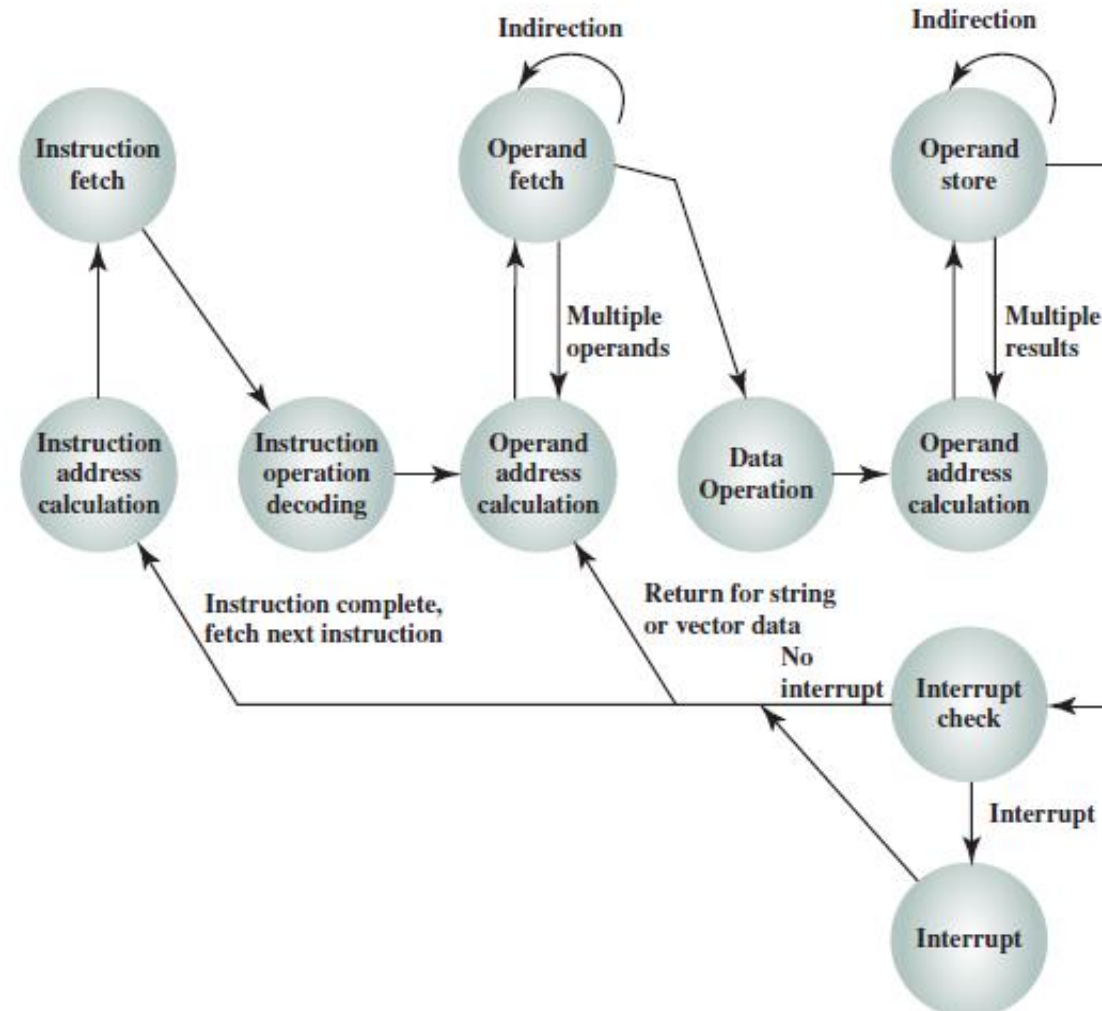 Indirection
Indirection
Instruction
fetch
Operand
fetch
Operand
store
Multiple
operands
Multiple
results
Instruction
address
calculation
Instruction
operation
decoding
Operand
address
calculation
Data
Operation
Operand
address
calculation
Instruction complete,
fetch next instruction
Return for string
or vector data
No
interrupt
Interrupt
check
Interrupt
Interrupt